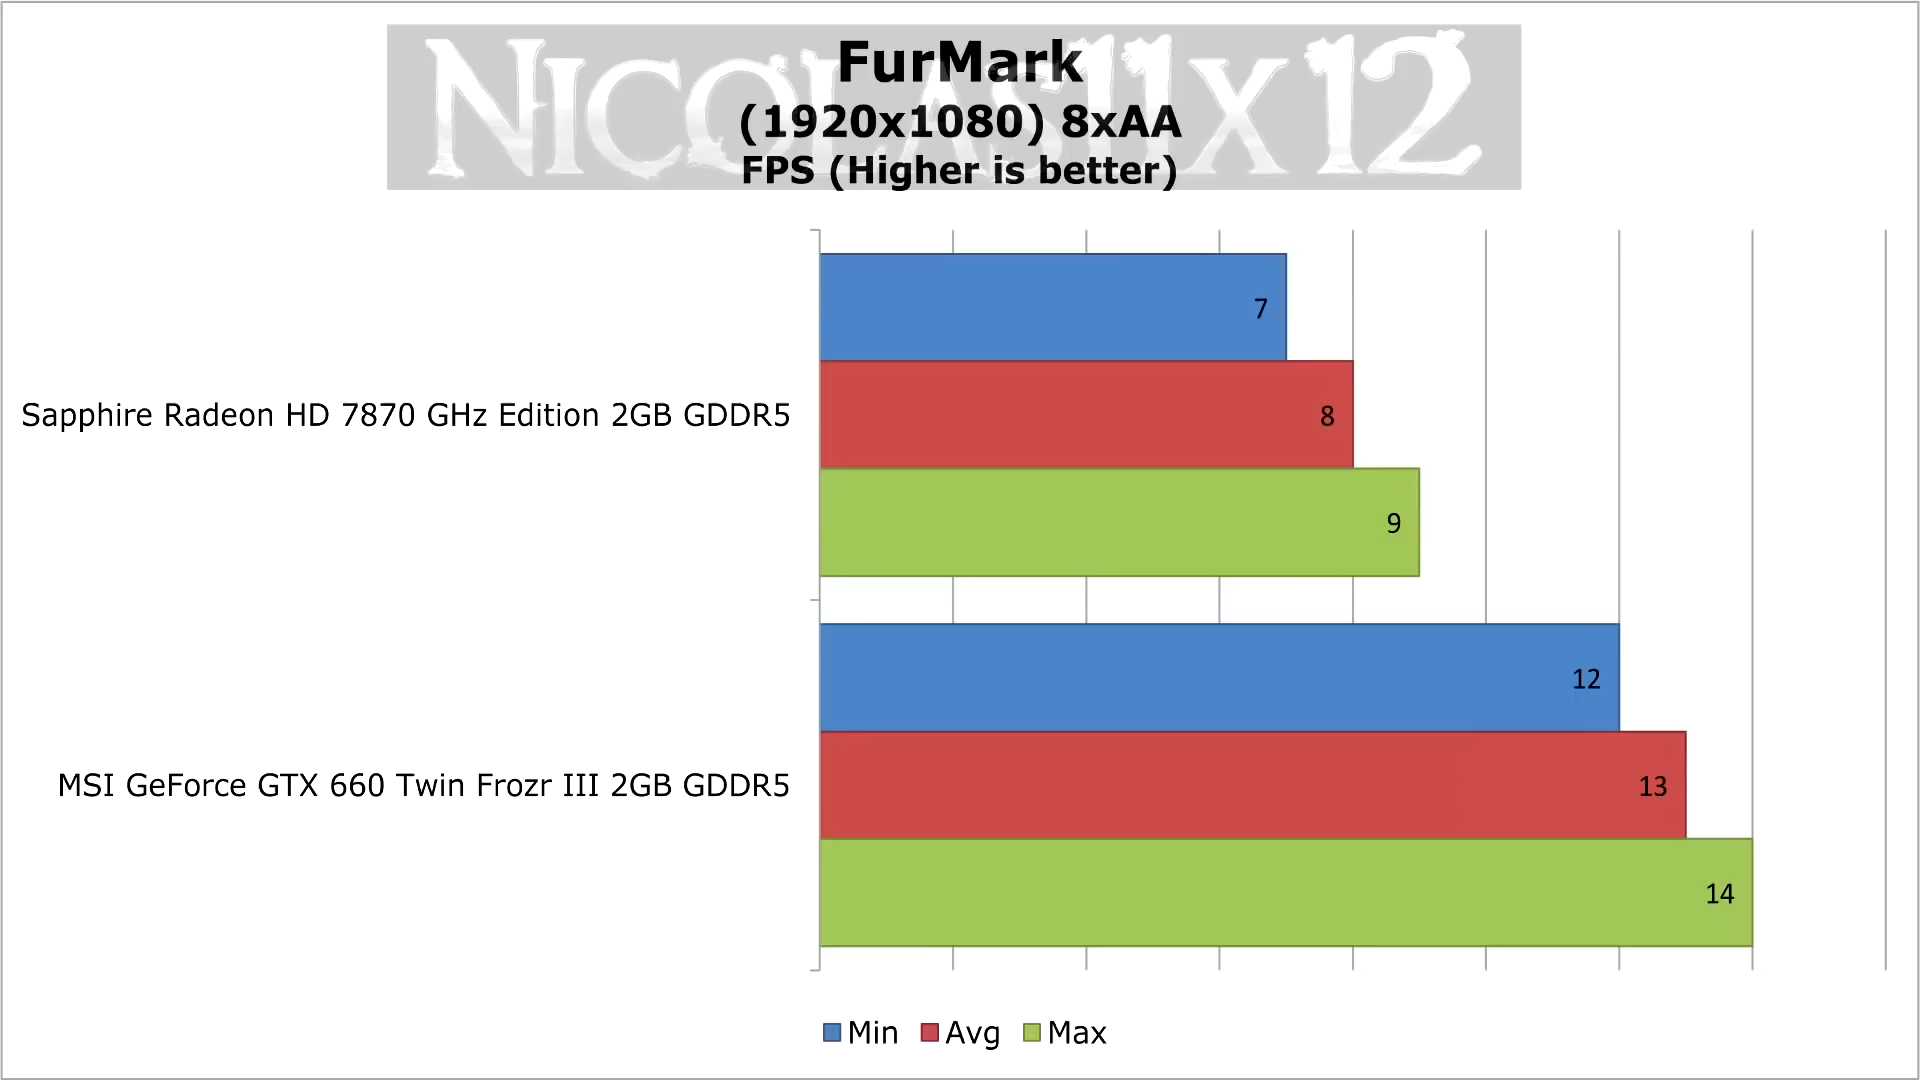 Nicolas11x12
FurMark
(1920x1080) 8xAA
FPS (Higher is better)
7
Sapphire Radeon HD 7870 GHz Edition 2GB GDDR5
8
9
12
MSI GeForce GTX 660 Twin Frozr III 2GB GDDR5
13
14
Min Avg Max